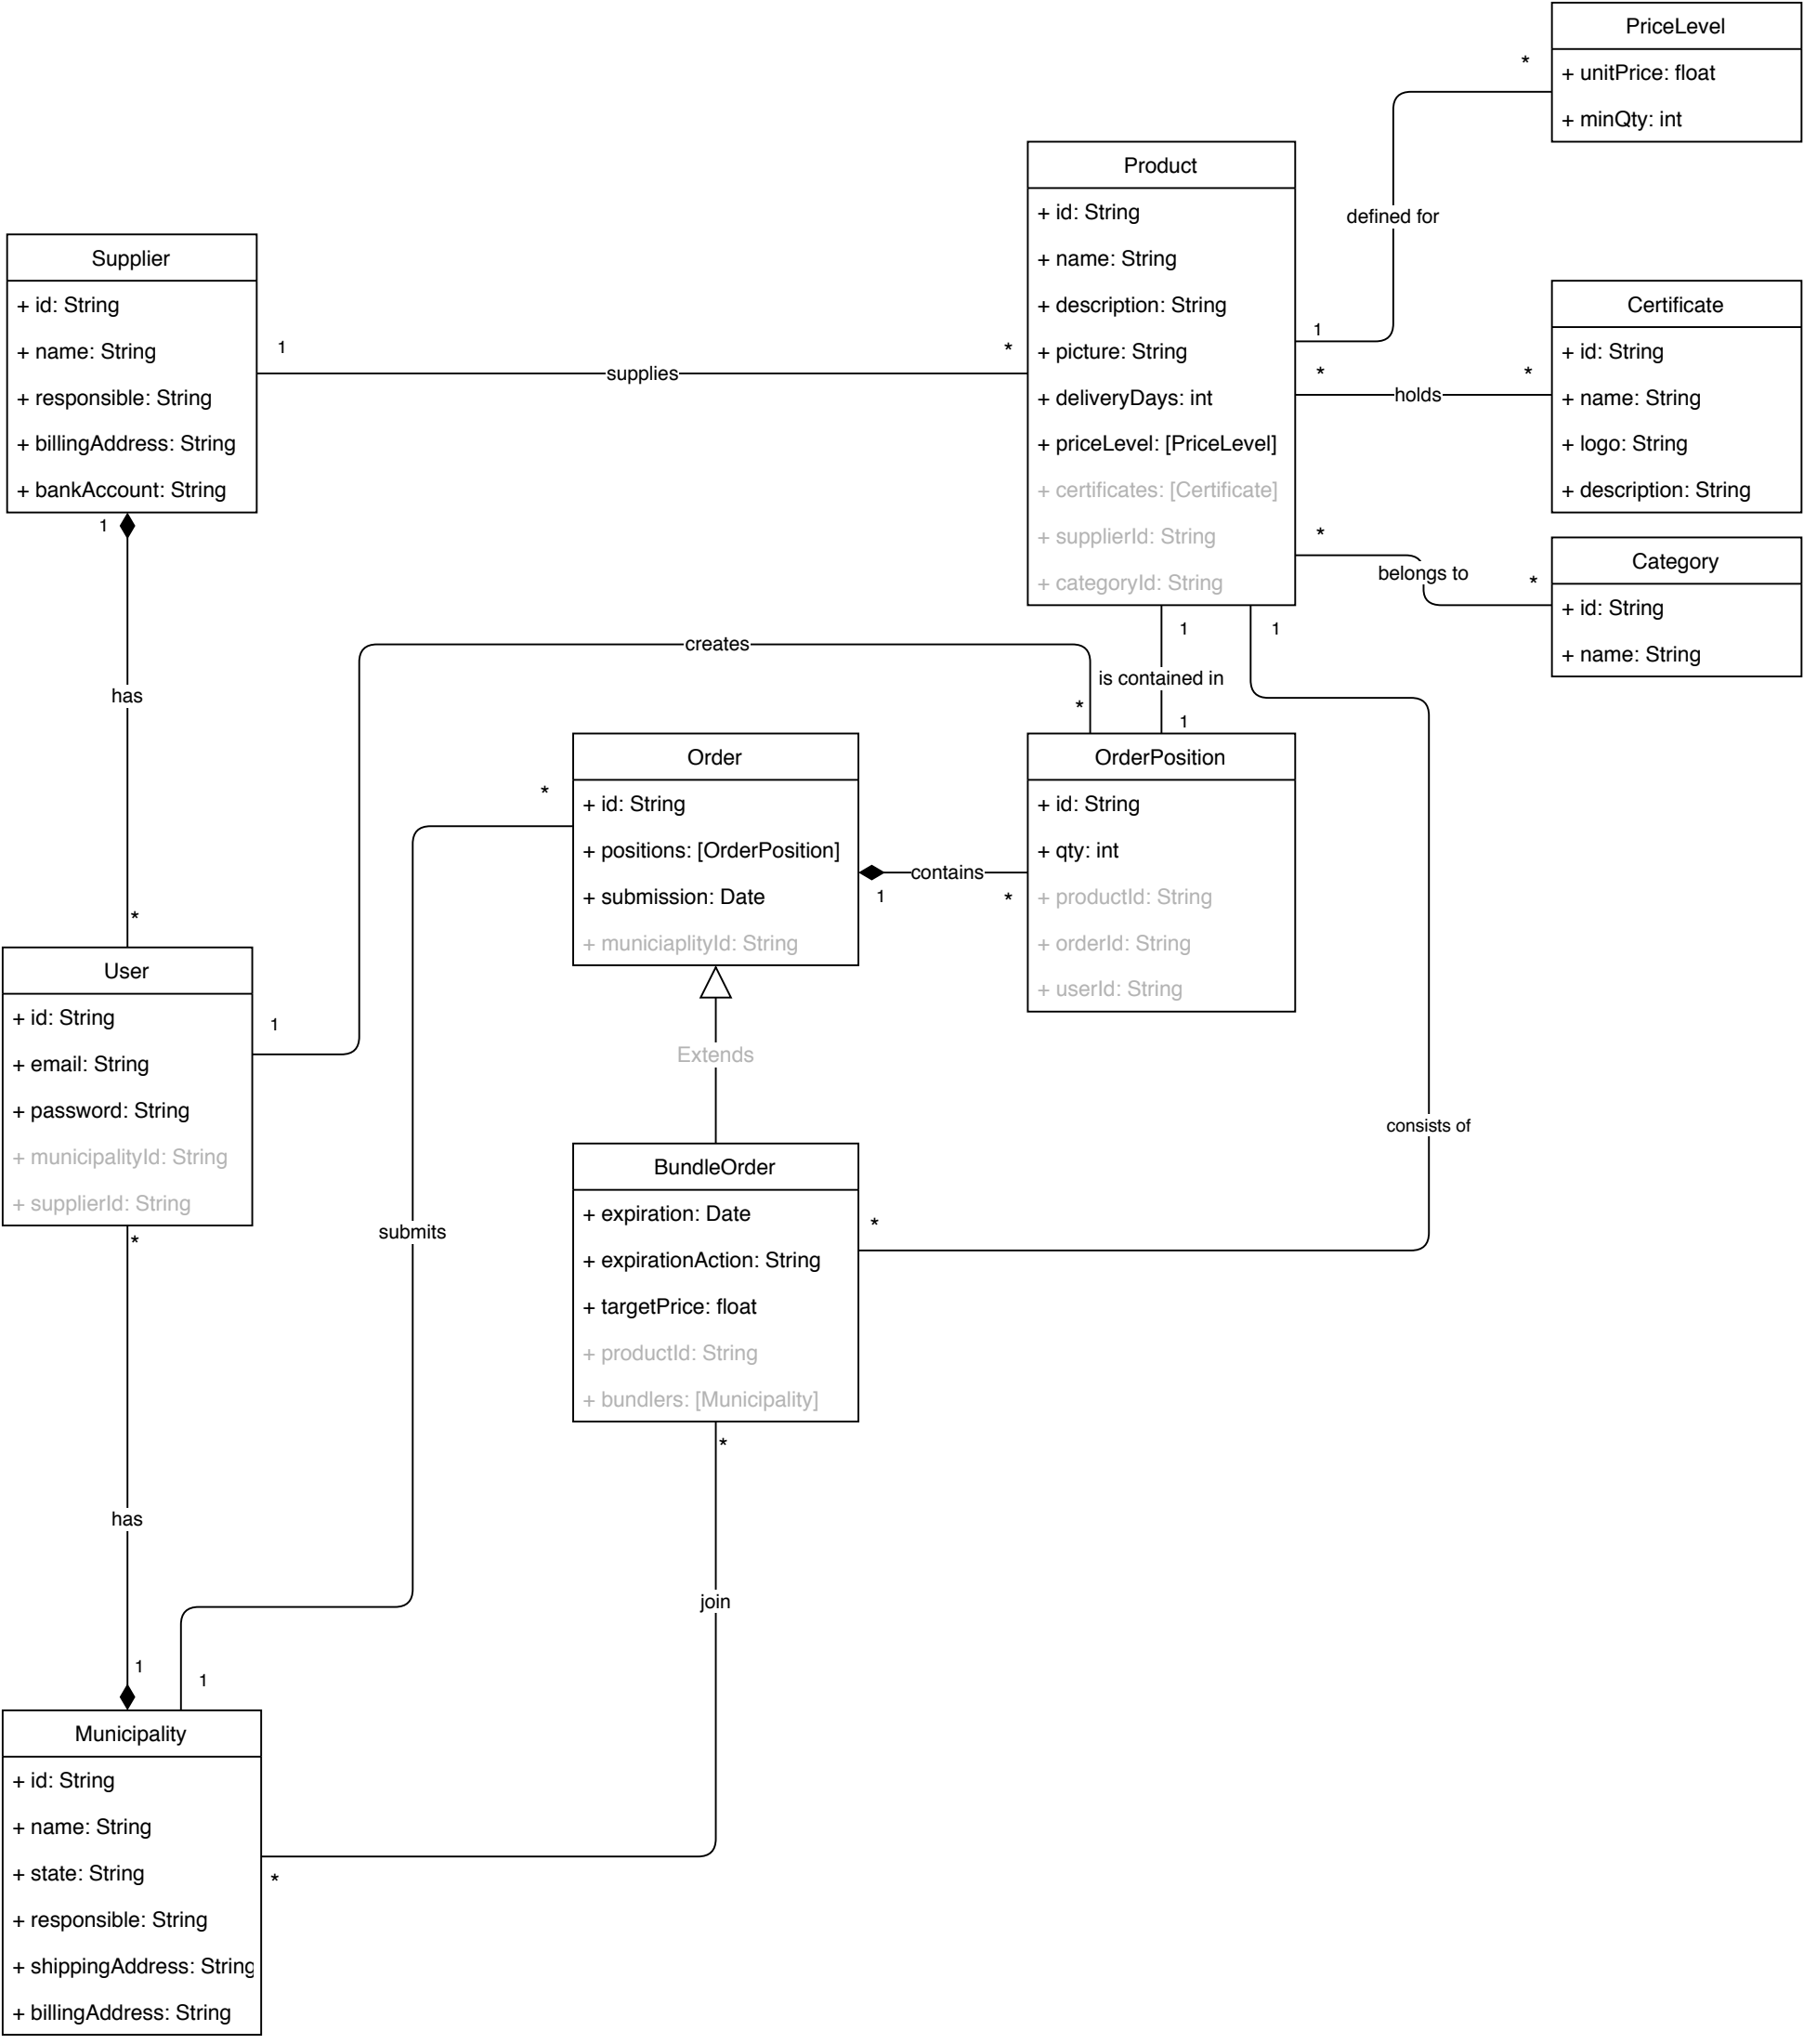 PriceLevel
+ unitPrice: float
+ minQty: int
*
defined for
1
Product
+ id: String
+ name: String
+ description: String
+ picture: String
+ deliveryDays: int
+ priceLevel: [PriceLevel]
+ certificates: [Certificate]
+ supplierId: String
+ categoryId: String
Supplier
+ id: String
+ name: String
+ responsible: String
+ billingAddress: String
+ bankAccount: String
1
supplies
*
Certificate
+ id: String
+ name: String
+ logo: String
+ description: String
*
holds
*
Category
+ id: String
+ name: String
*
belongs to
*
1
has
*
creates
*
1
1
is contained in
1
1
Order
+ id: String
+ positions: [OrderPosition]
+ submission: Date
+ municiaplityId: String
*
contains
1
*
OrderPosition
+ id: String
+ qty: int
+ productId: String
+ orderId: String
+ userId: String
User
+ id: String
+ email: String
+ password: String
+ municipalityId: String
+ supplierId: String
*
Extends
consists of
BundleOrder
+ expiration: Date
+ expirationAction: String
+ targetPrice: float
+ productId: String
+ bundlers: [Municipality]
*
submits
*
has
join
1
1
Municipality
+ id: String
+ name: String
+ state: String
+ responsible: String
+ shippingAddress: String
+ billingAddress: String
*